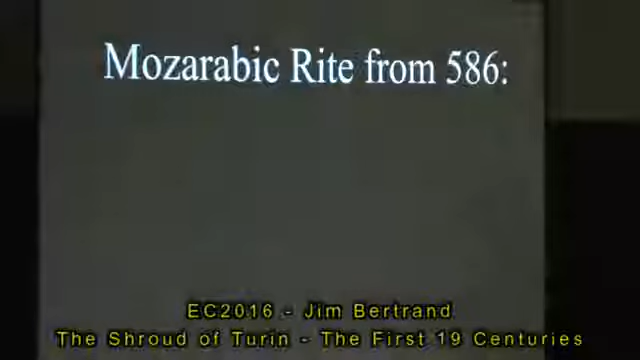 Mozarabic Rite from 586:
EC2016 - Jim Bertrand
The Shroud of Turin - The First 19 Centuries